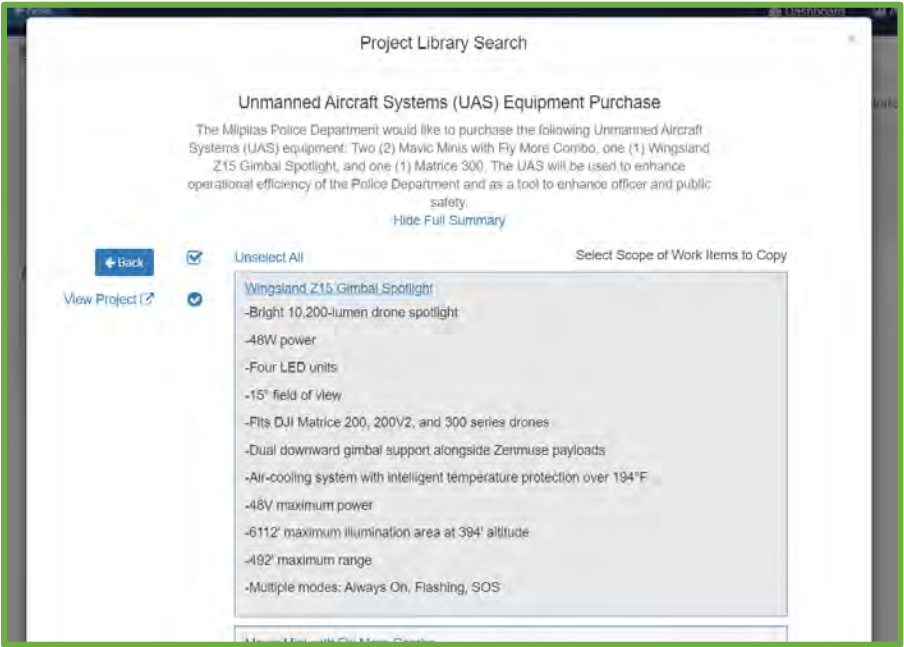 Dashboard
Project Library Search
×
Unmanned Aircraft Systems (UAS) Equipment Purchase
The Milpitas Police Department would like to purchase the following Unmanned Aircraft
Systems (UAS) equipment: Two (2) Mavic Minis with Fly More Combo, one (1) Wingsland
Z15 Gimbal Spotlight, and one (1) Matrice 300. The UAS will be used to enhance
operational efficiency of the Police Department and as a tool to enhance officer and public
safety.
Hide Full Summary
Back
Unselect All
Select Scope of Work Items to Copy
View Project
Wingsland Z15 Gimbal Spotlight
-Bright 10,200-lumen drone spotlight
-48W power
-Four LED units
-15° field of view
-Fits DJI Matrice 200, 200V2, and 300 series drones
-Dual downward gimbal support alongside Zenmuse payloads
-Air-cooling system with intelligent temperature protection over 194°F
-48V maximum power
-6112' maximum illumination area at 394' altitude
-492' maximum range
-Multiple modes: Always On, Flashing, SOS
Mavic Mini with Fly More Combo